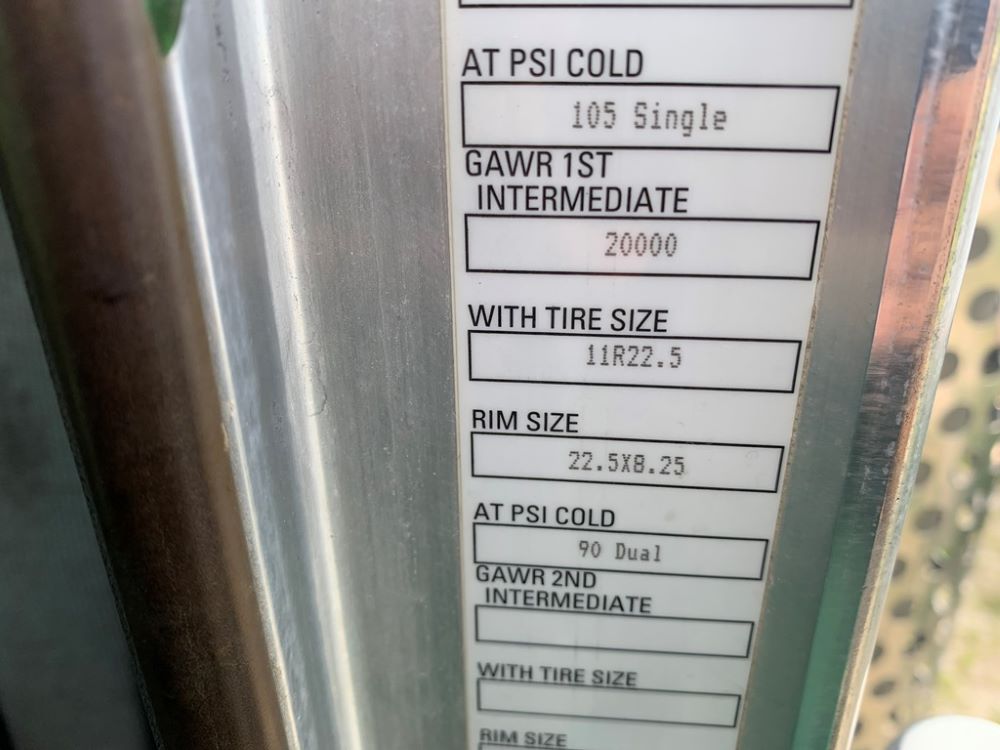 AT PSI COLD
105 Single
GAWR 1ST
INTERMEDIATE
20000
WITH TIRE SIZE
11R22.5
RIM SIZE
22.5X8.25
AT PSI COLD
90 Dual
GAWR 2ND
INTERMEDIATE
WITH TIRE SIZE
RIM SIZE